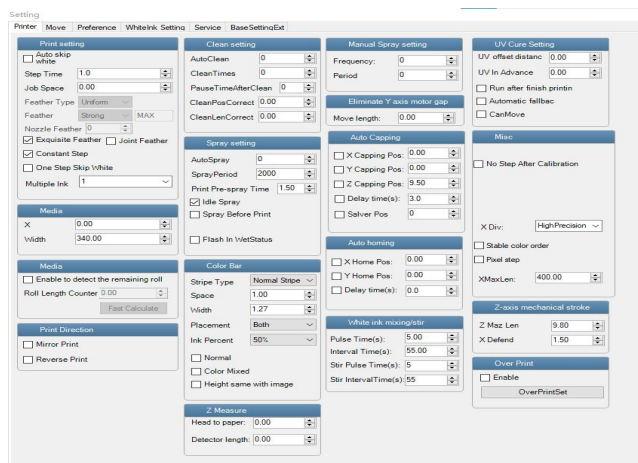 Setting
Printer Move Preference WhiteInk Setting Service BaseSettingExt
Print setting
Auto skip
white
Step Time 1.0
Job Space 0.00
Feather Type Uniform
Feather Strong MAX
Nozzle Feather 0
Exquisite Feather Joint Feather
Constant Step
One Step Skip White
Multiple Ink 1
Media
X 0.00
Width 340.00
Media
Enable to detect the remaining roll
Roll Length Counter 0.00
Fast Calculate
Print Direction
Mirror Print
Reverse Print
Clean setting
AutoClean 0
CleanTimes 0
PauseTimeAfterClean 0
CleanPosCorrect 0.00
CleanLenCorrect 0.00
Spray setting
AutoSpray 0
SprayPeriod 2000
Print Pre-spray Time 1.50
Idle Spray
Spray Before Print
Flash In WetStatus
Color Bar
Stripe Type Normal Stripe
Space 1.00
Width 1.27
Placement Both
Ink Percent 50%
Normal
Color Mixed
Height same with image
Z Measure
Head to paper: 0.00
Detector length: 0.00
Manual Spray setting
Frequency: 0
Period 0
Eliminate Y axis motor gap
Move length: 0.00
Auto Capping
X Capping Pos: 0.00
Y Capping Pos: 0.00
Z Capping Pos: 9.50
Delay time(s): 3.0
Salver Pos 0
Auto homing
X Home Pos: 0.00
Y Home Pos: 0.00
Delay time(s): 0.0
White ink mixing/stir
Pulse Time(s): 5.00
Interval Time(s): 55.00
Stir Pulse Time(s): 5
Stir IntervalTime(s): 55
UV Cure Setting
UV offset distanc 0.00
UV In Advance 0.00
Run after finish printin
Automatic fallbac
CanMove
Misc
No Step After Calibration
X Div: HighPrecision
Stable color order
Pixel step
XMaxLen: 400.00
Z-axis mechanical stroke
Z Maz Len 9.80
X Defend 1.50
Over Print
Enable
OverPrintSet